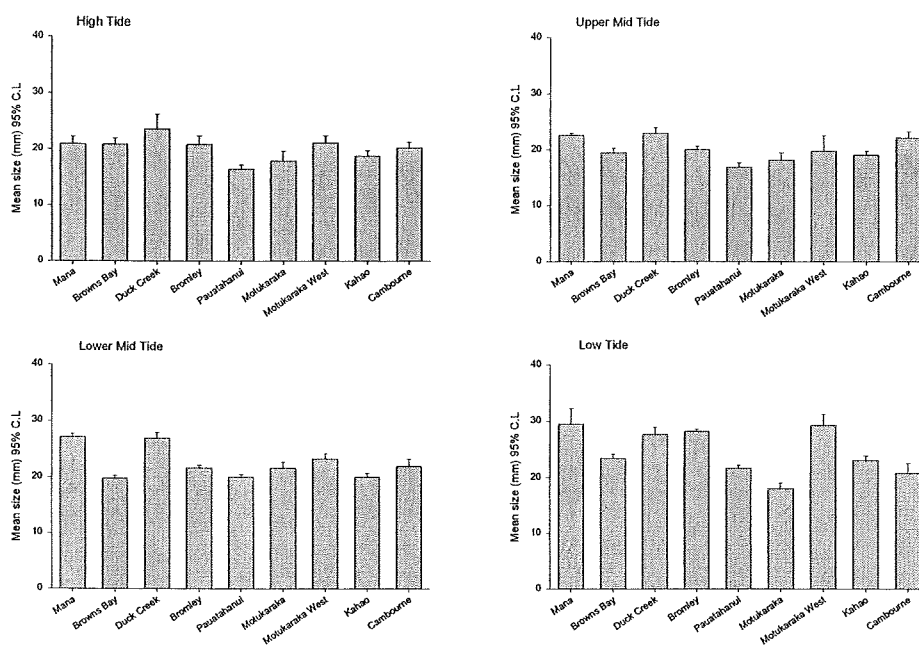 High Tide
Mean size (mm) 95% C.L
40
30
20
10
0
Mana
Browns Bay
Duck Creek
Bromley
Pauatahanui
Motukaraka
Motukaraka West
Kahao
Cambourne
Upper Mid Tide
Mean size (mm) 95% C.L
40
30
20
10
0
Mana
Browns Bay
Duck Creek
Bromley
Pauatahanui
Motukaraka
Motukaraka West
Kahao
Cambourne
Lower Mid Tide
Mean size (mm) 95% C.L
40
30
20
10
0
Mana
Browns Bay
Duck Creek
Bromley
Pauatahanui
Motukaraka
Motukaraka West
Kahao
Cambourne
Low Tide
Mean size (mm) 95% C.L
40
30
20
10
0
Mana
Browns Bay
Duck Creek
Bromley
Pauatahanui
Motukaraka
Motukaraka West
Kahao
Cambourne